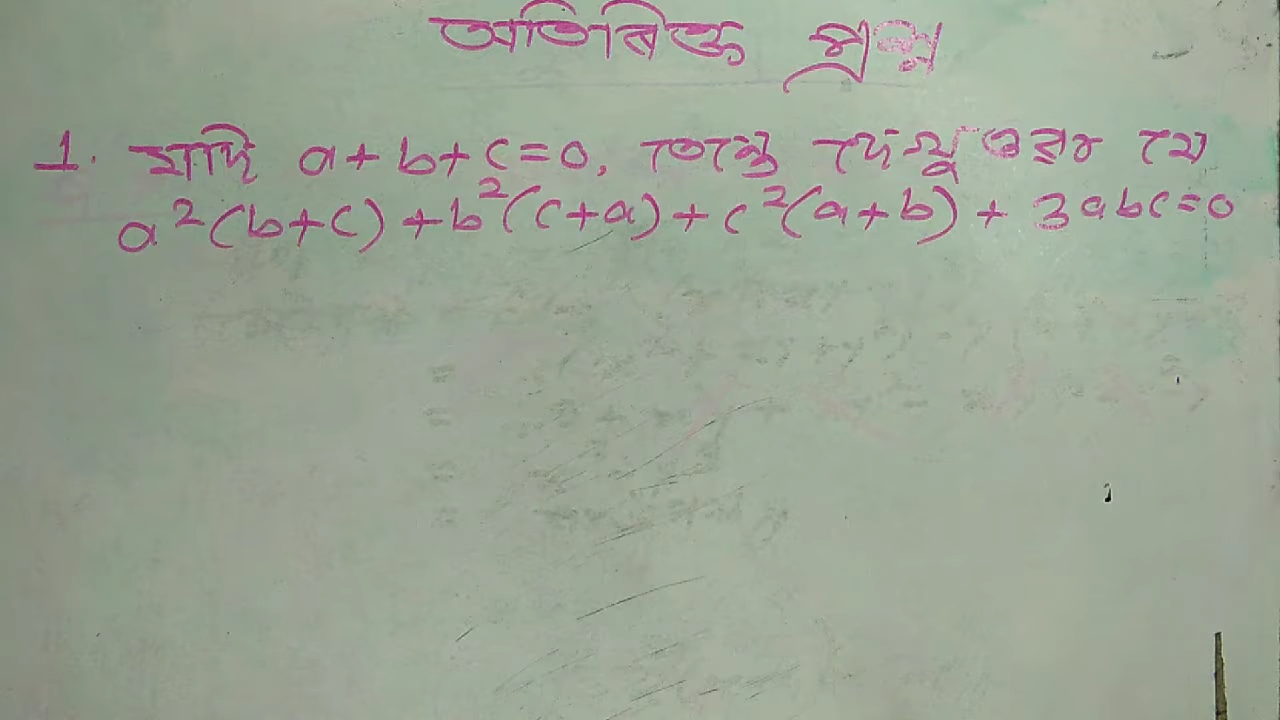 অতিৰিক্ত প্ৰশ্ন
1. যদি a + b + c = 0, তেন্তে দেখুওৱা যে
a²(b+c) + b²(c+a) + c²(a+b) + 3abc = 0